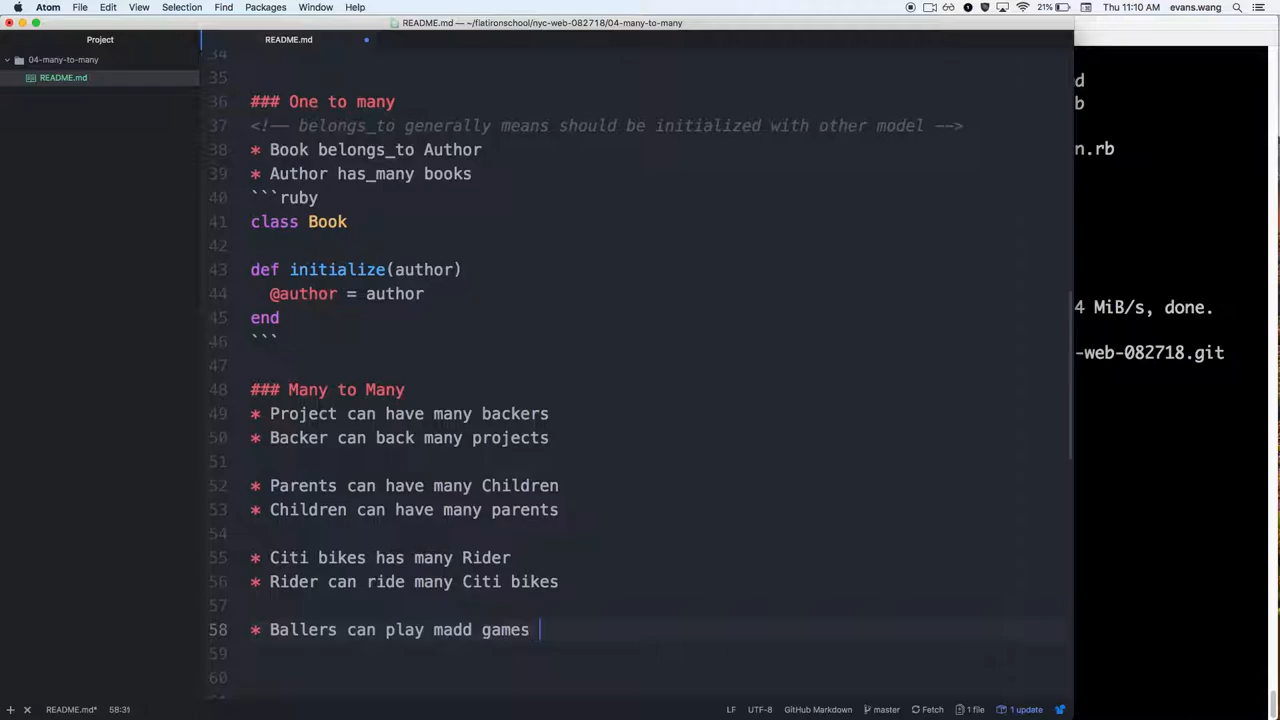 Atom File Edit View Selection Find Packages Window Help 21% Thu 11:10 AM evans.wang
README.md — ~/flatironschool/nyc-web-082718/04-many-to-many
Project README.md
04-many-to-many
README.md
34
35
36 ### One to many
37 <!-- belongs_to generally means should be initialized with other model -->
38 * Book belongs_to Author
39 * Author has_many books
40 ```ruby
41 class Book
42
43 def initialize(author)
44 @author = author
45 end
46 ```
47
48 ### Many to Many
49 * Project can have many backers
50 * Backer can back many projects
51
52 * Parents can have many Children
53 * Children can have many parents
54
55 * Citi bikes has many Rider
56 * Rider can ride many Citi bikes
57
58 * Ballers can play madd games
59
60
d
b
n.rb
4 MiB/s, done.
-web-082718.git
README.md* 58:31 LF UTF-8 GitHub Markdown master Fetch 1 file 1 update